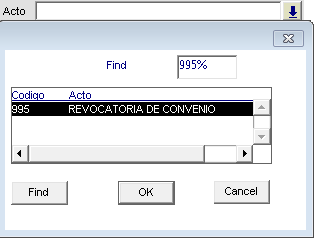 Acto
Find 995%
Codigo Acto
995 REVOCATORIA DE CONVENIO
Find OK Cancel